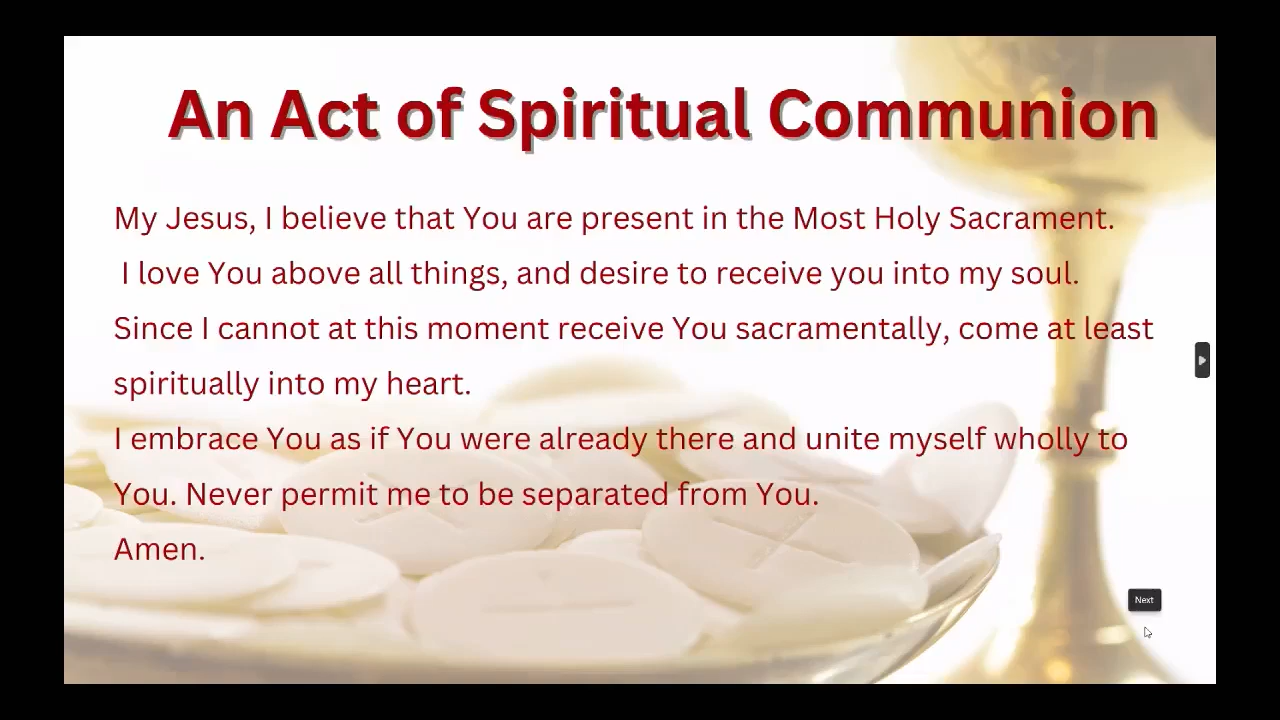 An Act of Spiritual Communion
My Jesus, I believe that You are present in the Most Holy Sacrament.
I love You above all things, and desire to receive you into my soul.
Since I cannot at this moment receive You sacramentally, come at least
spiritually into my heart.
I embrace You as if You were already there and unite myself wholly to
You. Never permit me to be separated from You.
Amen.
Next